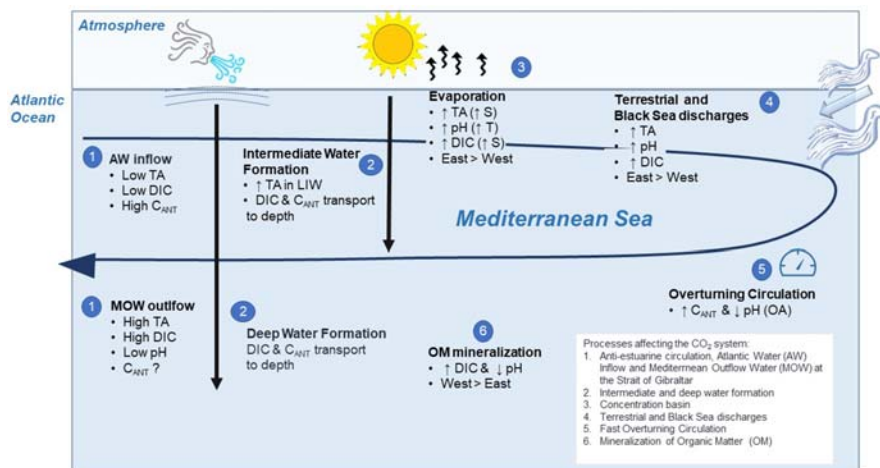 Atmosphere
3
Atlantic
Ocean
Evaporation
• ↑ TA (↑ S)
• ↑ pH (↑ T)
• ↑ DIC (↑ S)
• East > West
Terrestrial and
Black Sea discharges
4
• ↑ TA
• ↑ pH
• ↑ DIC
• East > West
1
AW inflow
• Low TA
• Low DIC
• High CANT
Intermediate Water
Formation
2
• ↑ TA in LIW
• DIC & CANT transport
to depth
Mediterranean Sea
5
Overturning Circulation
• ↑ CANT & ↓ pH (OA)
1
MOW outlfow
• High TA
• High DIC
• Low pH
• CANT ?
2
Deep Water Formation
DIC & CANT transport
to depth
6
OM mineralization
• ↑ DIC & ↓ pH
• West > East
Processes affecting the CO2 system:
1. Anti-estuarine circulation, Atlantic Water (AW)
Inflow and Mediterrnean Outflow Water (MOW) at
the Strait of Gibraltar
2. Intermediate and deep water formation
3. Concentration basin
4. Terrestrial and Black Sea discharges
5. Fast Overturning Circulation
6. Mineralization of Organic Matter (OM)